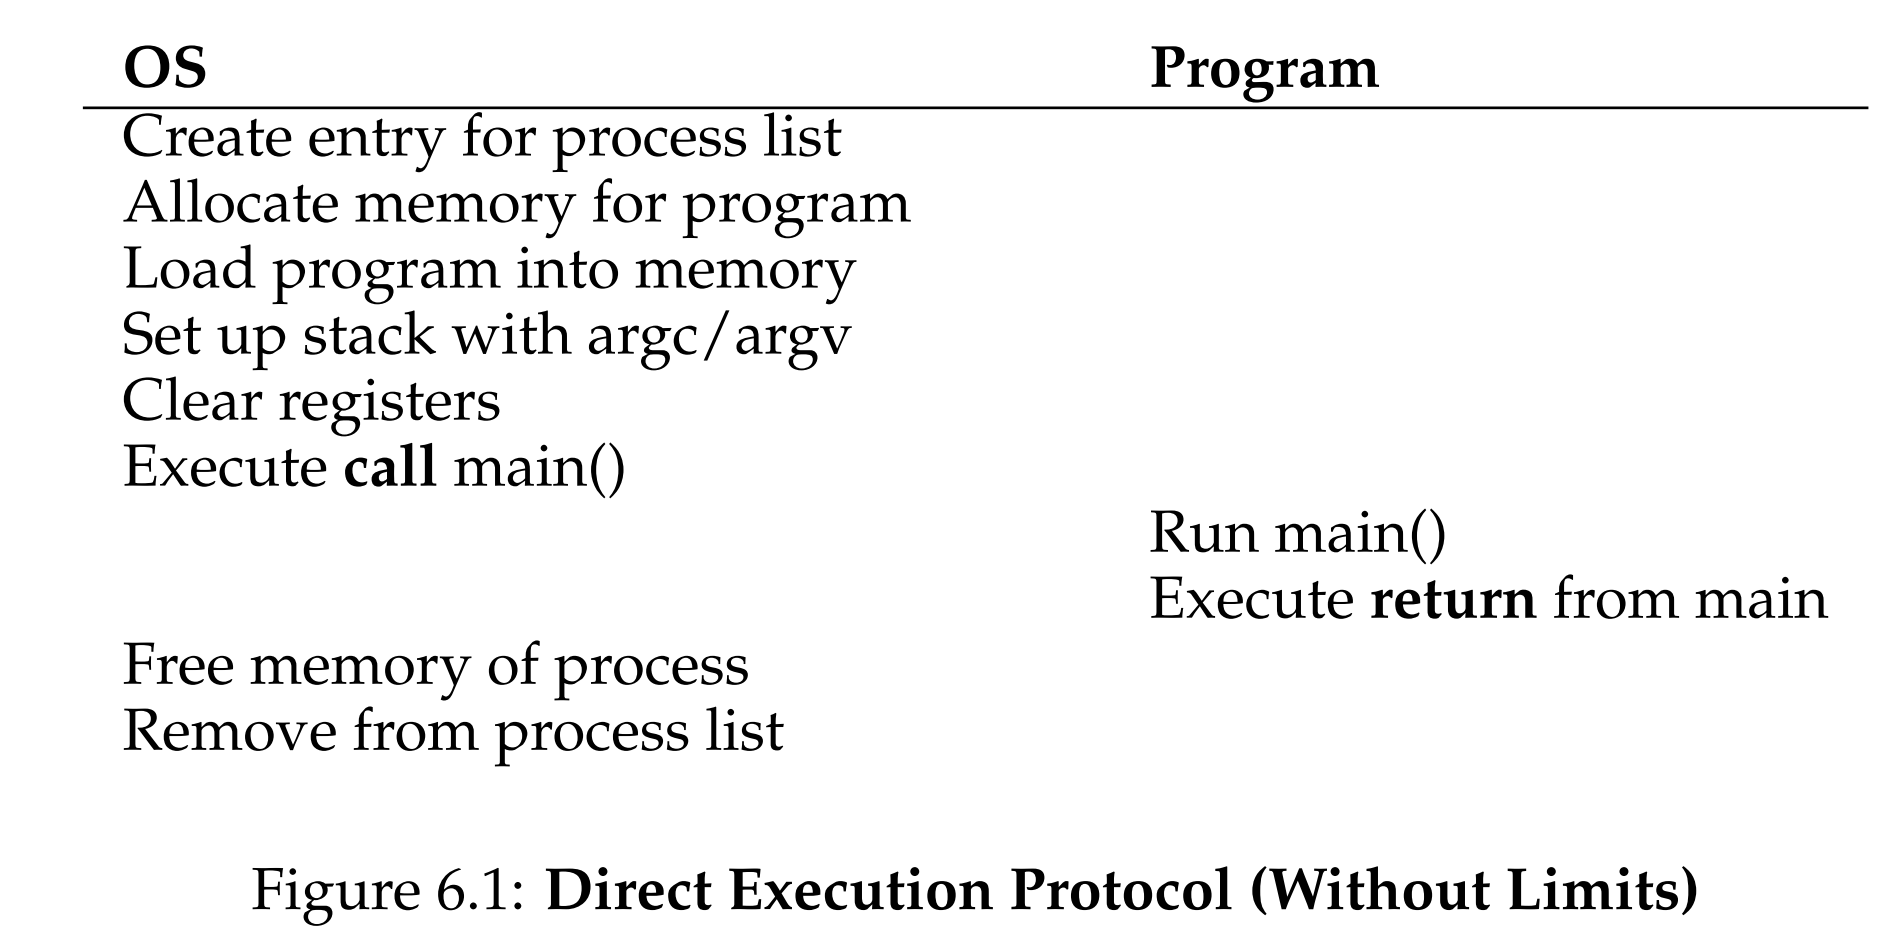 OS Program
Create entry for process list
Allocate memory for program
Load program into memory
Set up stack with argc/argv
Clear registers
Execute call main()
Run main()
Execute return from main
Free memory of process
Remove from process list
Figure 6.1: Direct Execution Protocol (Without Limits)